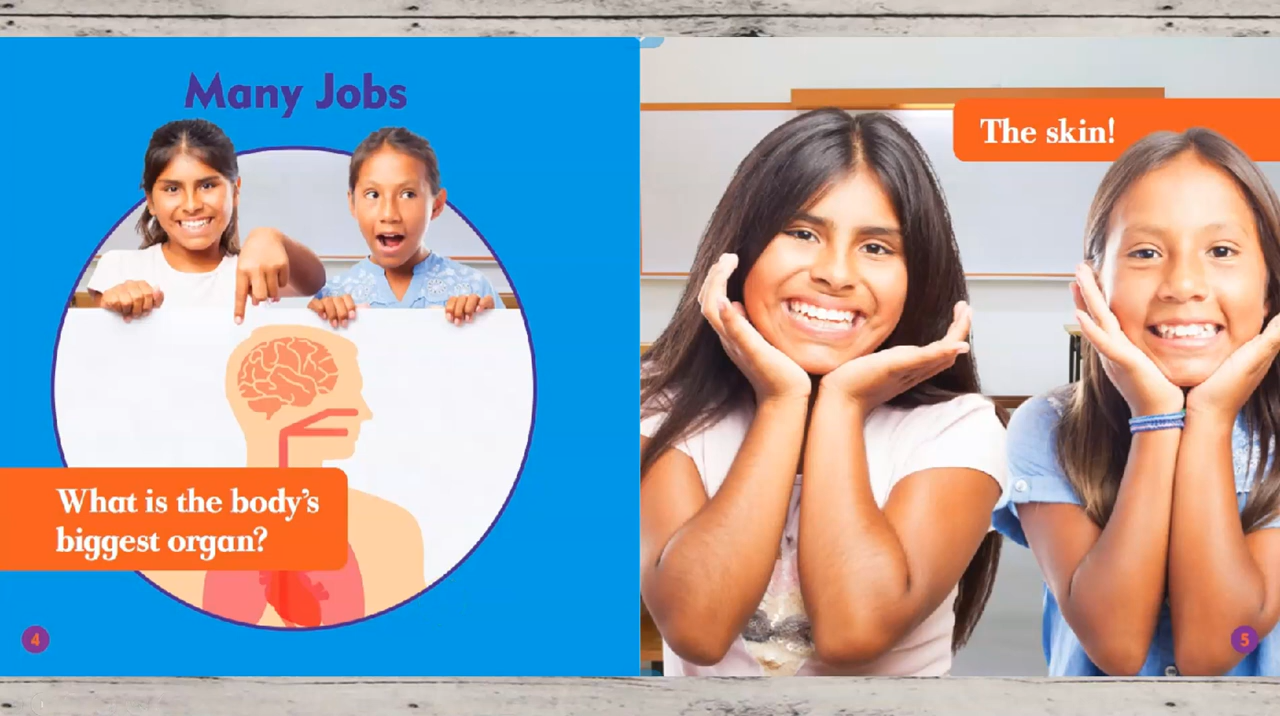 Many Jobs
What is the body's
biggest organ?
4
The skin!
5